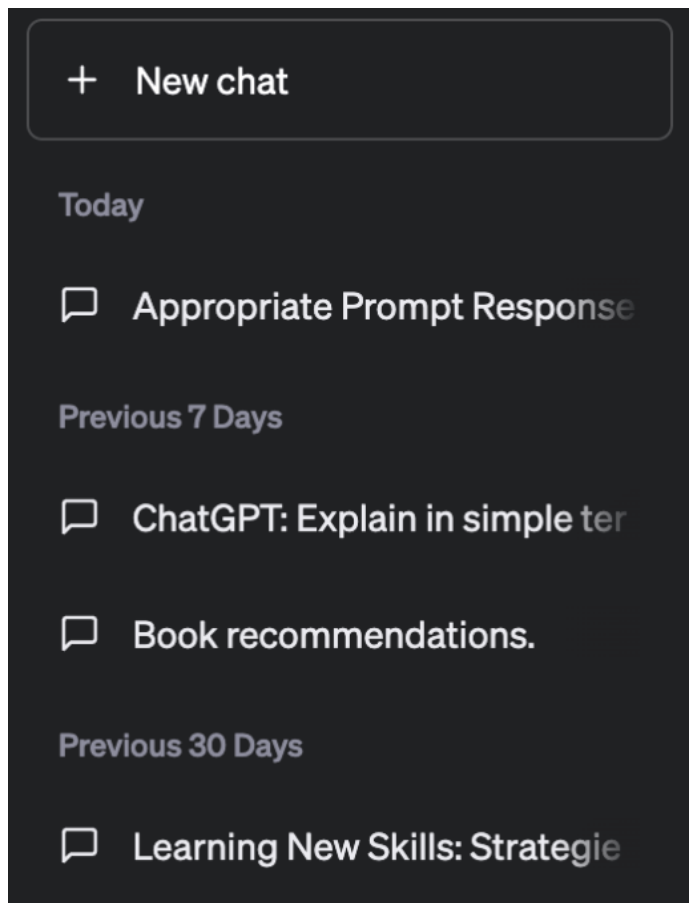 New chat
Today
Appropriate Prompt Response
Previous 7 Days
ChatGPT: Explain in simple ter
Book recommendations.
Previous 30 Days
Learning New Skills: Strategie